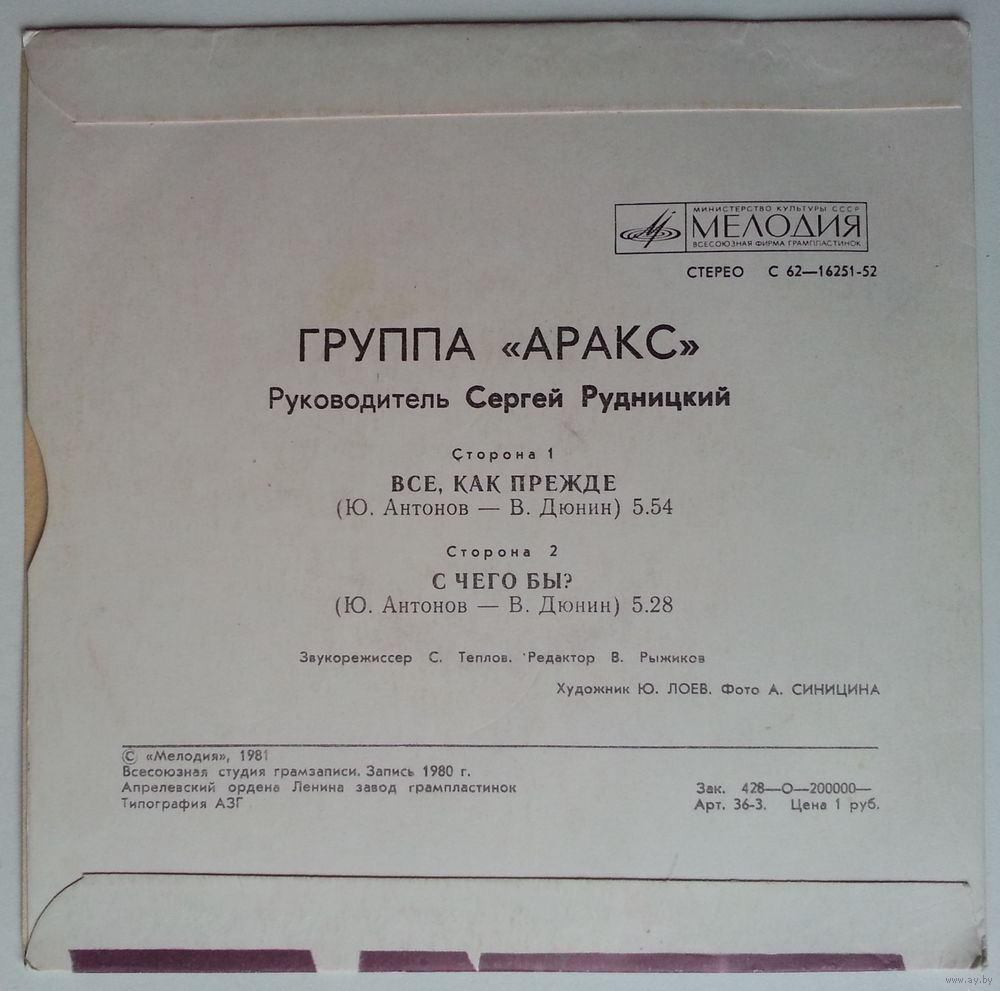 МИНИСТЕРСТВО КУЛЬТУРЫ СССР
МЕЛОДИЯ
ВСЕСОЮЗНАЯ ФИРМА ГРАМПЛАСТИНОК
СТЕРЕО С 62—16251-52
ГРУППА «АРАКС»
Руководитель Сергей Рудницкий
Сторона 1
ВСЕ, КАК ПРЕЖДЕ
(Ю. Антонов — В. Дюнин) 5.54
Сторона 2
С ЧЕГО БЫ?
(Ю. Антонов — В. Дюнин) 5.28
Звукорежиссер С. Теплов. Редактор В. Рыжиков
Художник Ю. ЛОЕВ. Фото А. СИНИЦИНА
© «Мелодия», 1981
Всесоюзная студия грамзаписи. Запись 1980 г.
Апрелевский ордена Ленина завод грампластинок
Типография АЗГ
Зак. 428—О—200000—
Арт. 36-3. Цена 1 руб.
www.ay.by